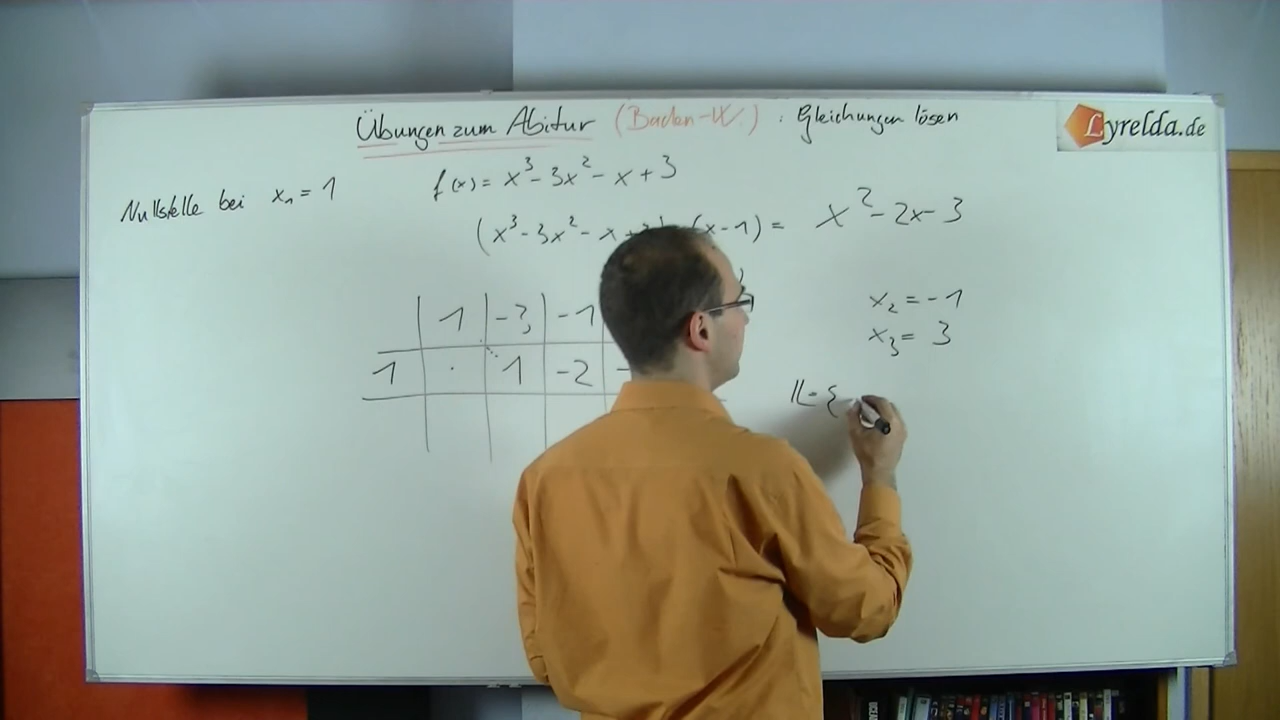 Übungen zum Abitur (Baden-W.) : Gleichungen lösen
Lyrelda.de
Nullstelle bei x₁ = 1
f(x) = x³ - 3x² - x + 3
(x³ - 3x² - x (x - 1) = x² - 2x - 3
1 -3 -1
1 · 1 -2
x₂ = -1
x₃ = 3
𝕃 = {